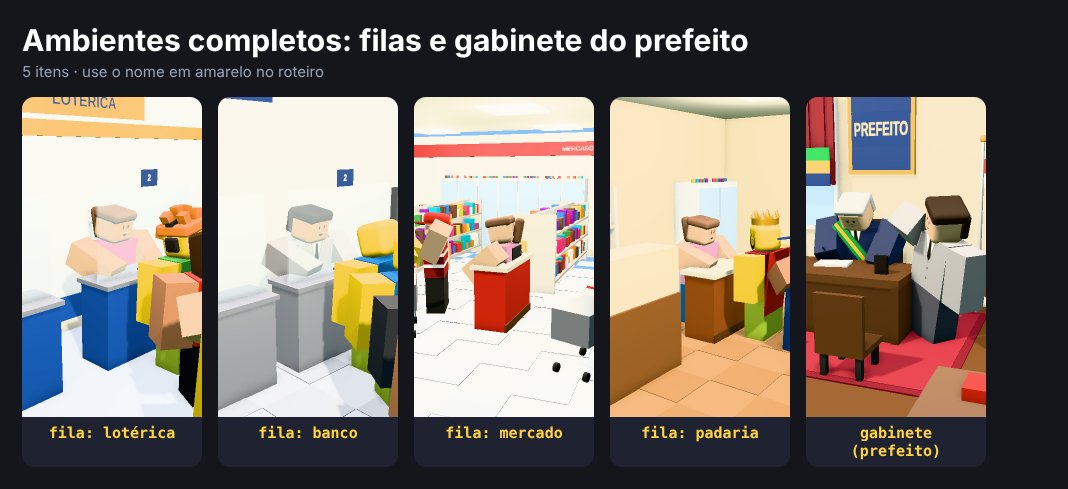 Ambientes completos: filas e gabinete do prefeito
5 itens · use o nome em amarelo no roteiro
LOTÉRICA
2
2
MERCADO
PREFEITO
fila: lotérica
fila: banco
fila: mercado
fila: padaria
gabinete
(prefeito)